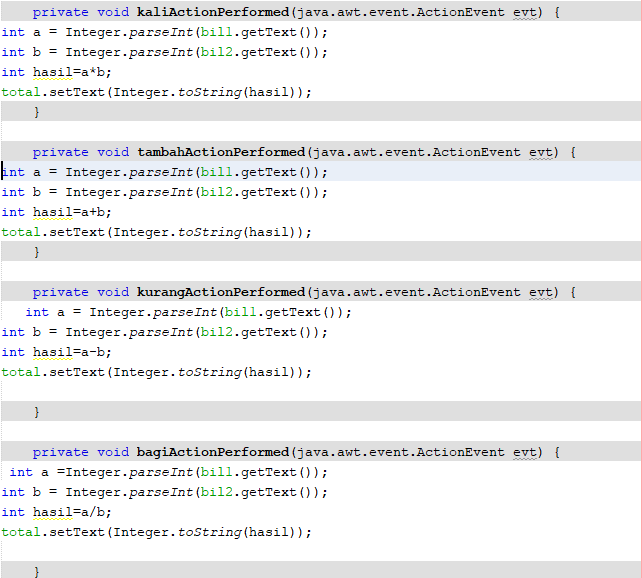 private void kaliActionPerformed(java.awt.event.ActionEvent evt) {
int a = Integer.parseInt(bil1.getText());
int b = Integer.parseInt(bil2.getText());
int hasil=a*b;
total.setText(Integer.toString(hasil));
}
private void tambahActionPerformed(java.awt.event.ActionEvent evt) {
int a = Integer.parseInt(bil1.getText());
int b = Integer.parseInt(bil2.getText());
int hasil=a+b;
total.setText(Integer.toString(hasil));
}
private void kurangActionPerformed(java.awt.event.ActionEvent evt) {
int a = Integer.parseInt(bil1.getText());
int b = Integer.parseInt(bil2.getText());
int hasil=a-b;
total.setText(Integer.toString(hasil));
}
private void bagiActionPerformed(java.awt.event.ActionEvent evt) {
int a =Integer.parseInt(bil1.getText());
int b = Integer.parseInt(bil2.getText());
int hasil=a/b;
total.setText(Integer.toString(hasil));
}